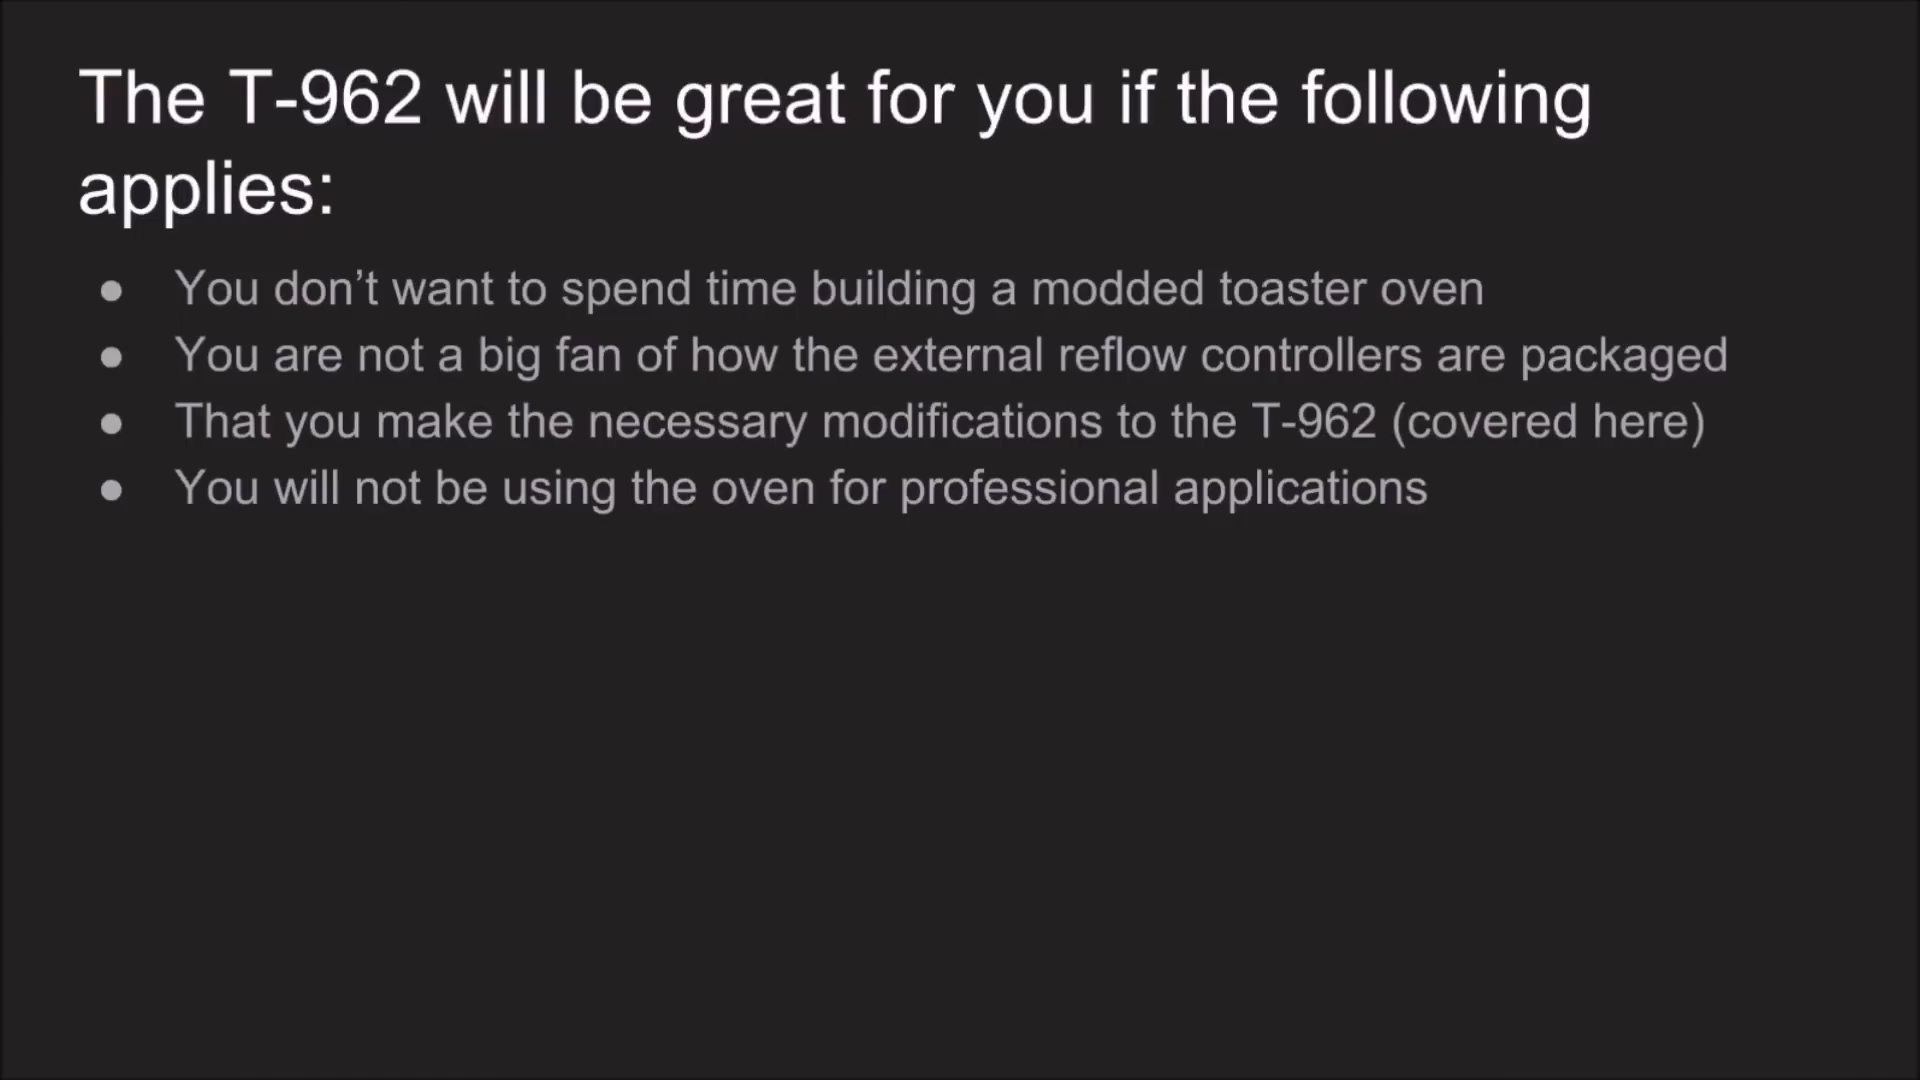 The T-962 will be great for you if the following
applies:
● You don’t want to spend time building a modded toaster oven
● You are not a big fan of how the external reflow controllers are packaged
● That you make the necessary modifications to the T-962 (covered here)
● You will not be using the oven for professional applications